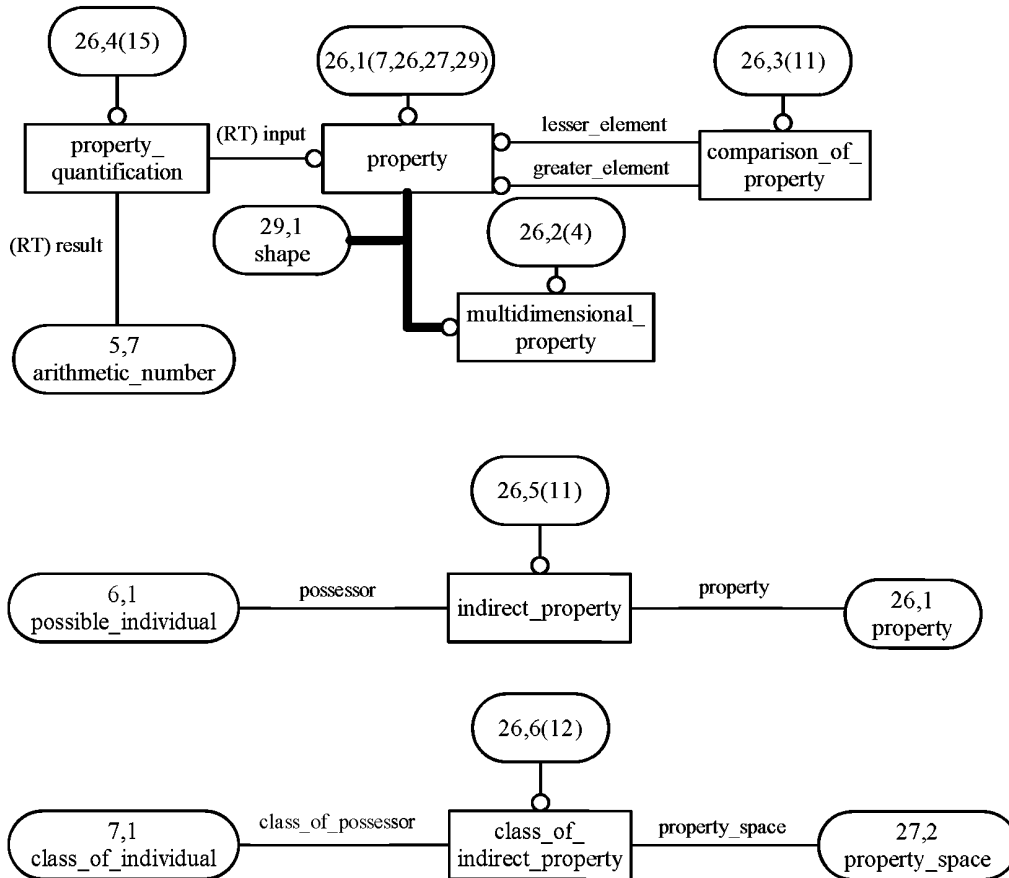 26,4(15)
26,1(7,26,27,29)
26,3(11)
property_
quantification
(RT) input
property
lesser_element
greater_element
comparison_of_
property
(RT) result
29,1
shape
26,2(4)
multidimensional_
property
5,7
arithmetic_number
26,5(11)
6,1
possible_individual
possessor
indirect_property
property
26,1
property
26,6(12)
7,1
class_of_individual
class_of_possessor
class_of_
indirect_property
property_space
27,2
property_space